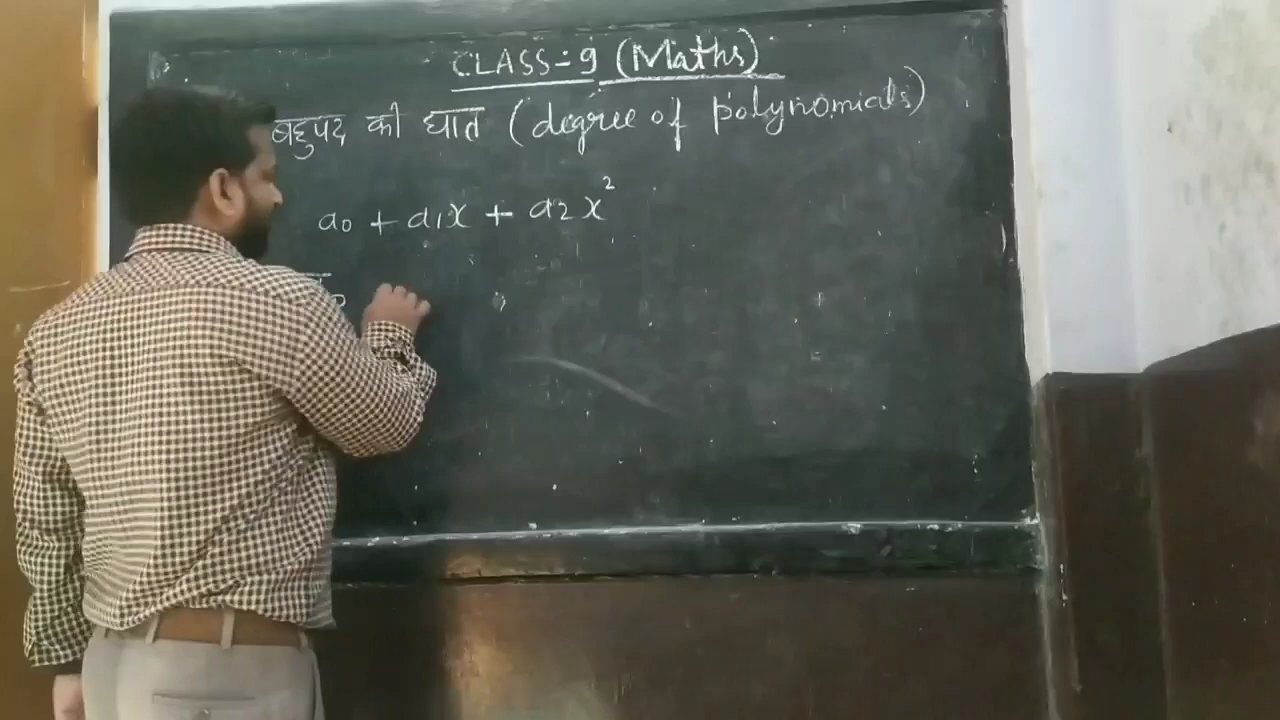 CLASS-9 (Maths)
बहुपद की घात (degree of polynomials)
a₀ + a₁x + a₂x²